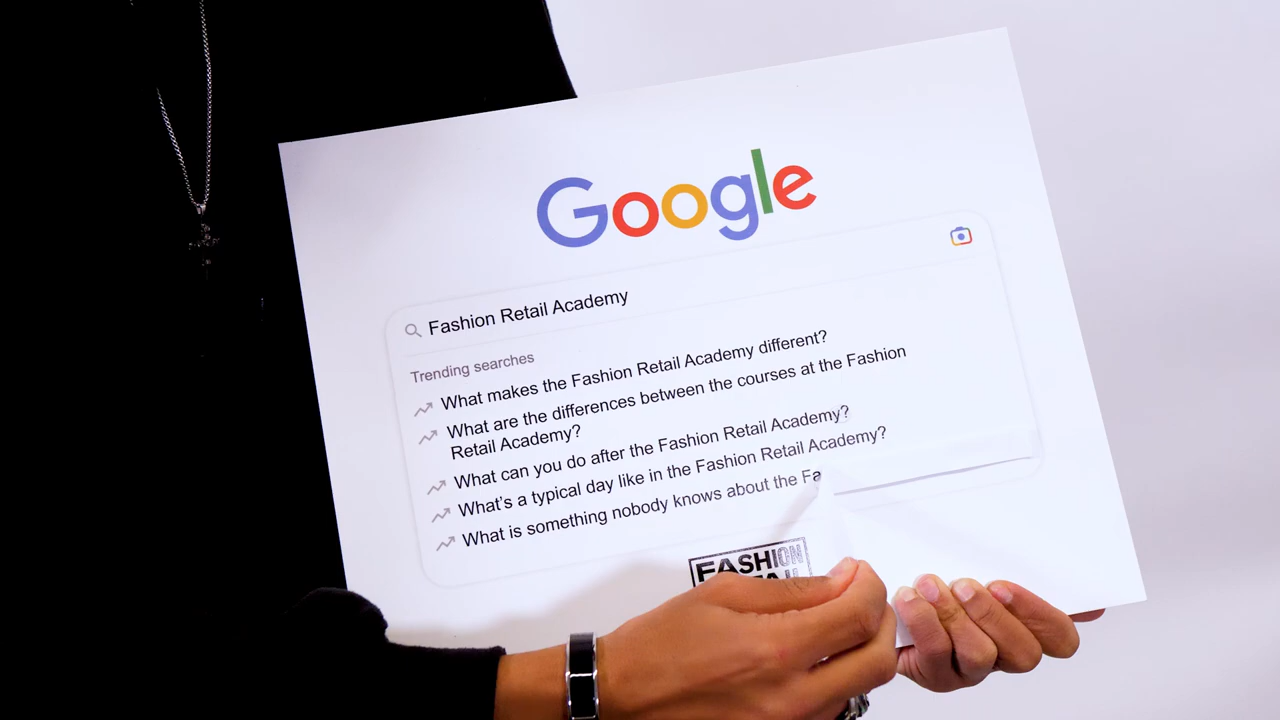 Google
Fashion Retail Academy
Trending searches
What makes the Fashion Retail Academy different?
What are the differences between the courses at the Fashion
Retail Academy?
What can you do after the Fashion Retail Academy?
What's a typical day like in the Fashion Retail Academy?
What is something nobody knows about the Fa
FASHION